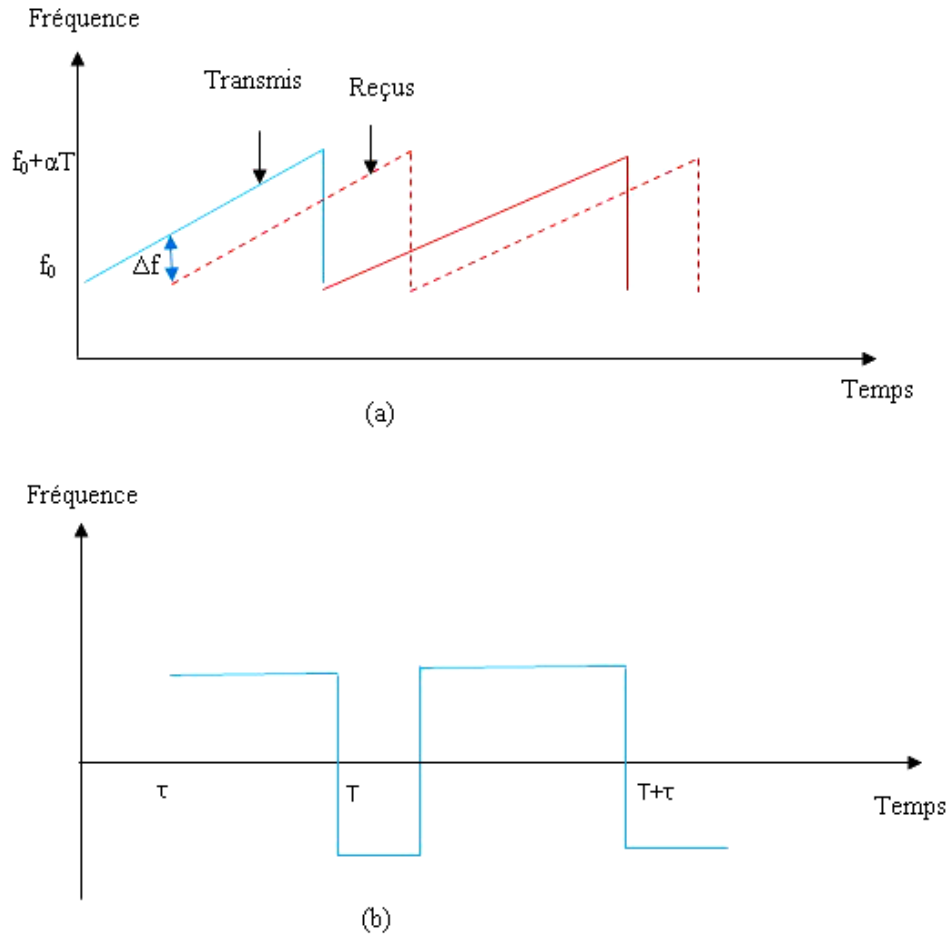 Fréquence
Transmis
Reçus
f₀+αT
f₀
Δf
Temps
(a)
Fréquence
τ
T
T+τ
Temps
(b)